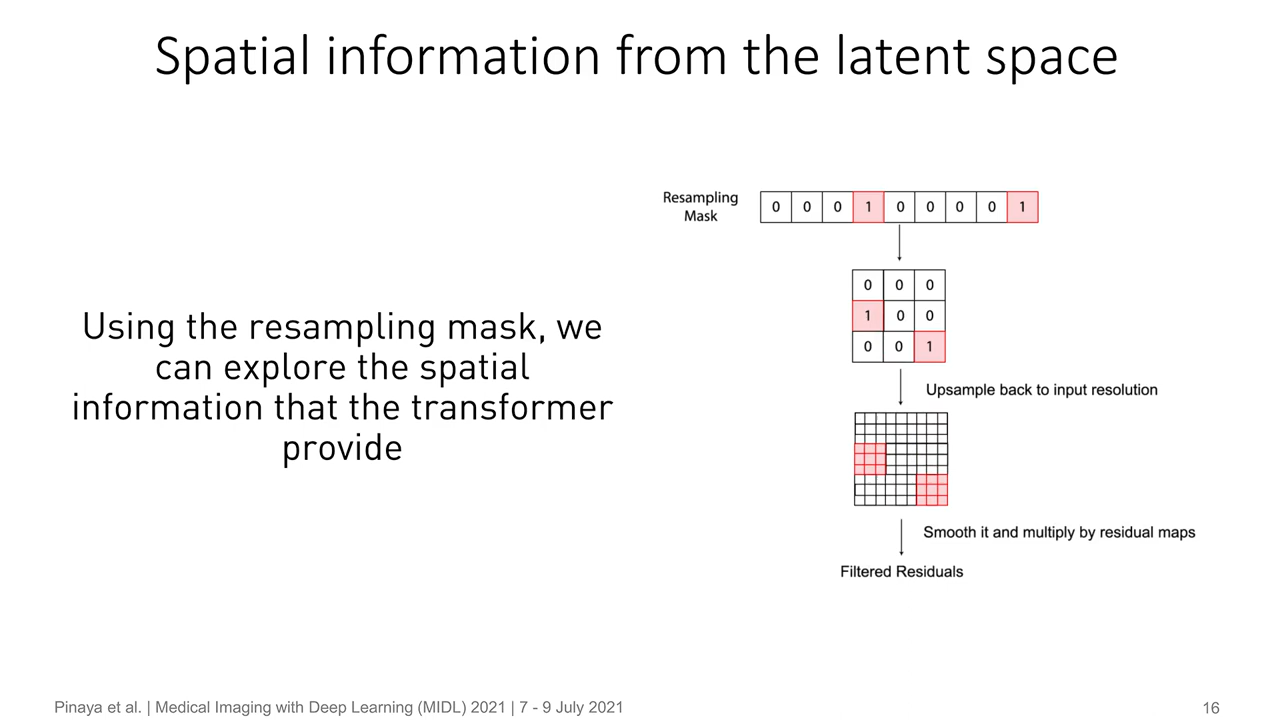 Spatial information from the latent space
Using the resampling mask, we
can explore the spatial
information that the transformer
provide
Resampling
Mask
0 0 0 1 0 0 0 0 1
0 0 0
1 0 0
0 0 1
Upsample back to input resolution
Smooth it and multiply by residual maps
Filtered Residuals
Pinaya et al. | Medical Imaging with Deep Learning (MIDL) 2021 | 7 - 9 July 2021
16